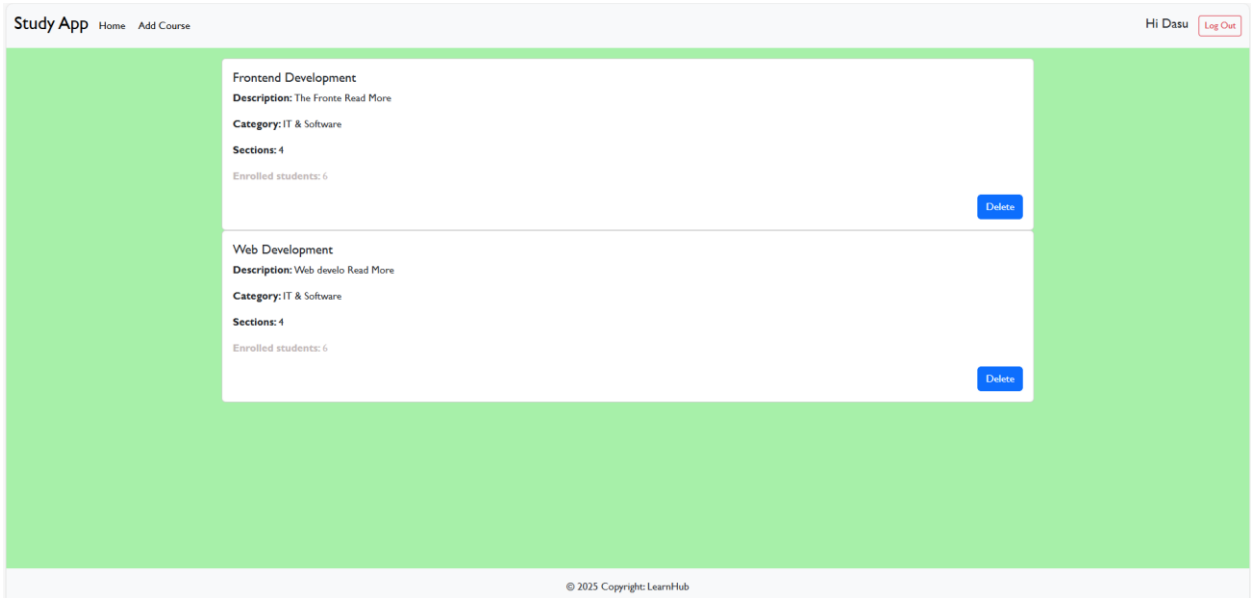 Study App Home Add Course Hi Dasu Log Out
Frontend Development
Description: The Fronte Read More
Category: IT & Software
Sections: 4
Enrolled students: 6
Delete
Web Development
Description: Web develo Read More
Category: IT & Software
Sections: 4
Enrolled students: 6
Delete
© 2025 Copyright: LearnHub